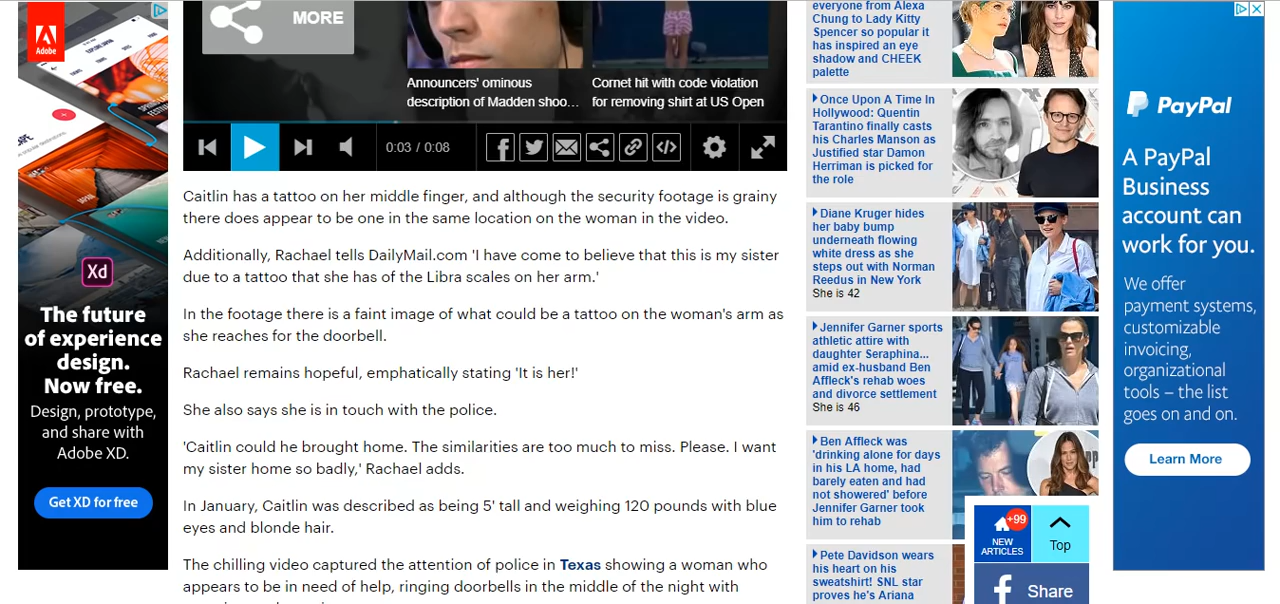 Adobe
Xd
The future
of experience
design.
Now free.
Design, prototype,
and share with
Adobe XD.
Get XD for free
MORE
Announcers' ominous
description of Madden shoo...
Cornet hit with code violation
for removing shirt at US Open
0:03 / 0:08
Caitlin has a tattoo on her middle finger, and although the security footage is grainy
there does appear to be one in the same location on the woman in the video.
Additionally, Rachael tells DailyMail.com 'I have come to believe that this is my sister
due to a tattoo that she has of the Libra scales on her arm.'
In the footage there is a faint image of what could be a tattoo on the woman's arm as
she reaches for the doorbell.
Rachael remains hopeful, emphatically stating 'It is her!'
She also says she is in touch with the police.
'Caitlin could he brought home. The similarities are too much to miss. Please. I want
my sister home so badly,' Rachael adds.
In January, Caitlin was described as being 5' tall and weighing 120 pounds with blue
eyes and blonde hair.
The chilling video captured the attention of police in Texas showing a woman who
appears to be in need of help, ringing doorbells in the middle of the night with
everyone from Alexa
Chung to Lady Kitty
Spencer so popular it
has inspired an eye
shadow and CHEEK
palette
Once Upon A Time In
Hollywood: Quentin
Tarantino finally casts
his Charles Manson as
Justified star Damon
Herriman is picked for
the role
Diane Kruger hides
her baby bump
underneath flowing
white dress as she
steps out with Norman
Reedus in New York
She is 42
Jennifer Garner sports
athletic attire with
daughter Seraphina...
amid ex-husband Ben
Affleck's rehab woes
and divorce settlement
She is 46
Ben Affleck was
'drinking alone for days
in his LA home, had
barely eaten and had
not showered' before
Jennifer Garner took
him to rehab
Pete Davidson wears
his heart on his
sweatshirt! SNL star
proves he's Ariana
+99
NEW
ARTICLES
Top
Share
PayPal
A PayPal
Business
account can
work for you.
We offer
payment systems,
customizable
invoicing,
organizational
tools – the list
goes on and on.
Learn More